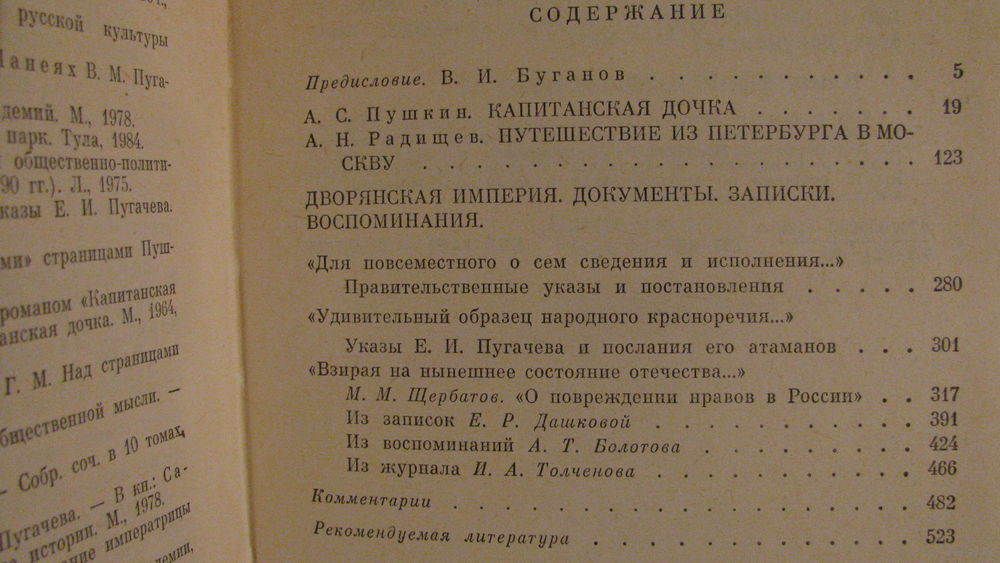 русской культуры
В. М. Пуга-
М., 1978.
парк. Тула, 1984.
общественно-полити-
90 гг.). Л., 1975.
Е. И. Пугачева.
страницами Пуш-
романом «Капитанская
дочка. М., 1964,
Г. М. Над страницами
мысли. —
— Собр. соч. в 10 томах,
Пугачева. — В кн.: Са-
истории. М., 1978.
императрицы
СОДЕРЖАНИЕ
Предисловие. В. И. Буганов . . . . . . . . . . . 5
А. С. Пушкин. КАПИТАНСКАЯ ДОЧКА . . . . . . . 19
А. Н. Радищев. ПУТЕШЕСТВИЕ ИЗ ПЕТЕРБУРГА В МО-
СКВУ . . . . . . . . . . . . . . . . . . . 123
ДВОРЯНСКАЯ ИМПЕРИЯ. ДОКУМЕНТЫ. ЗАПИСКИ.
ВОСПОМИНАНИЯ.
«Для повсеместного о сем сведения и исполнения...»
Правительственные указы и постановления . . . . . 280
«Удивительный образец народного красноречия...»
Указы Е. И. Пугачева и послания его атаманов . . . 301
«Взирая на нынешнее состояние отечества...»
М. М. Щербатов. «О повреждении нравов в России» . . 317
Из записок Е. Р. Дашковой . . . . . . . . . . . 391
Из воспоминаний А. Т. Болотова . . . . . . . . . 424
Из журнала И. А. Толченова . . . . . . . . . . 466
Комментарии . . . . . . . . . . . . . . . . . 482
Рекомендуемая литература . . . . . . . . . . . . 523